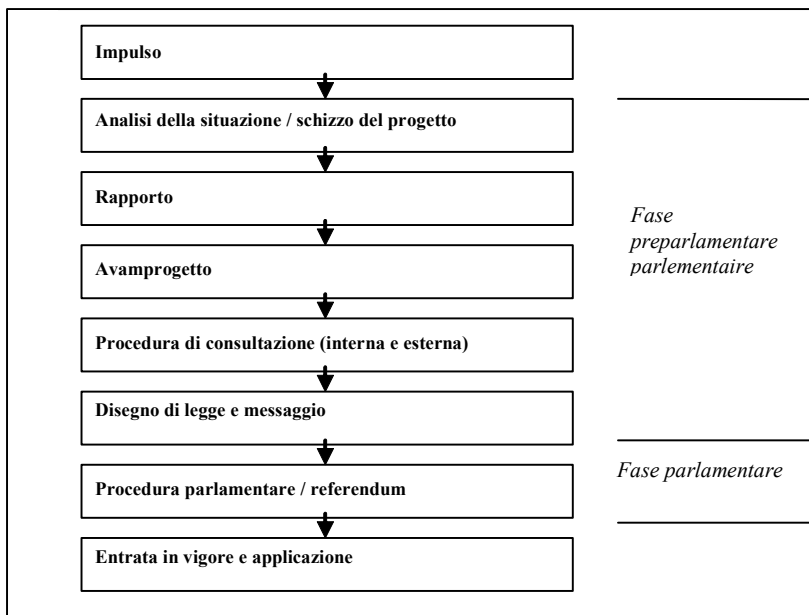 Impulso
Analisi della situazione / schizzo del progetto
Rapporto
Avamprogetto
Procedura di consultazione (interna e esterna)
Disegno di legge e messaggio
Procedura parlamentare / referendum
Entrata in vigore e applicazione
Fase
preparlamentare
parlementaire
Fase parlamentare